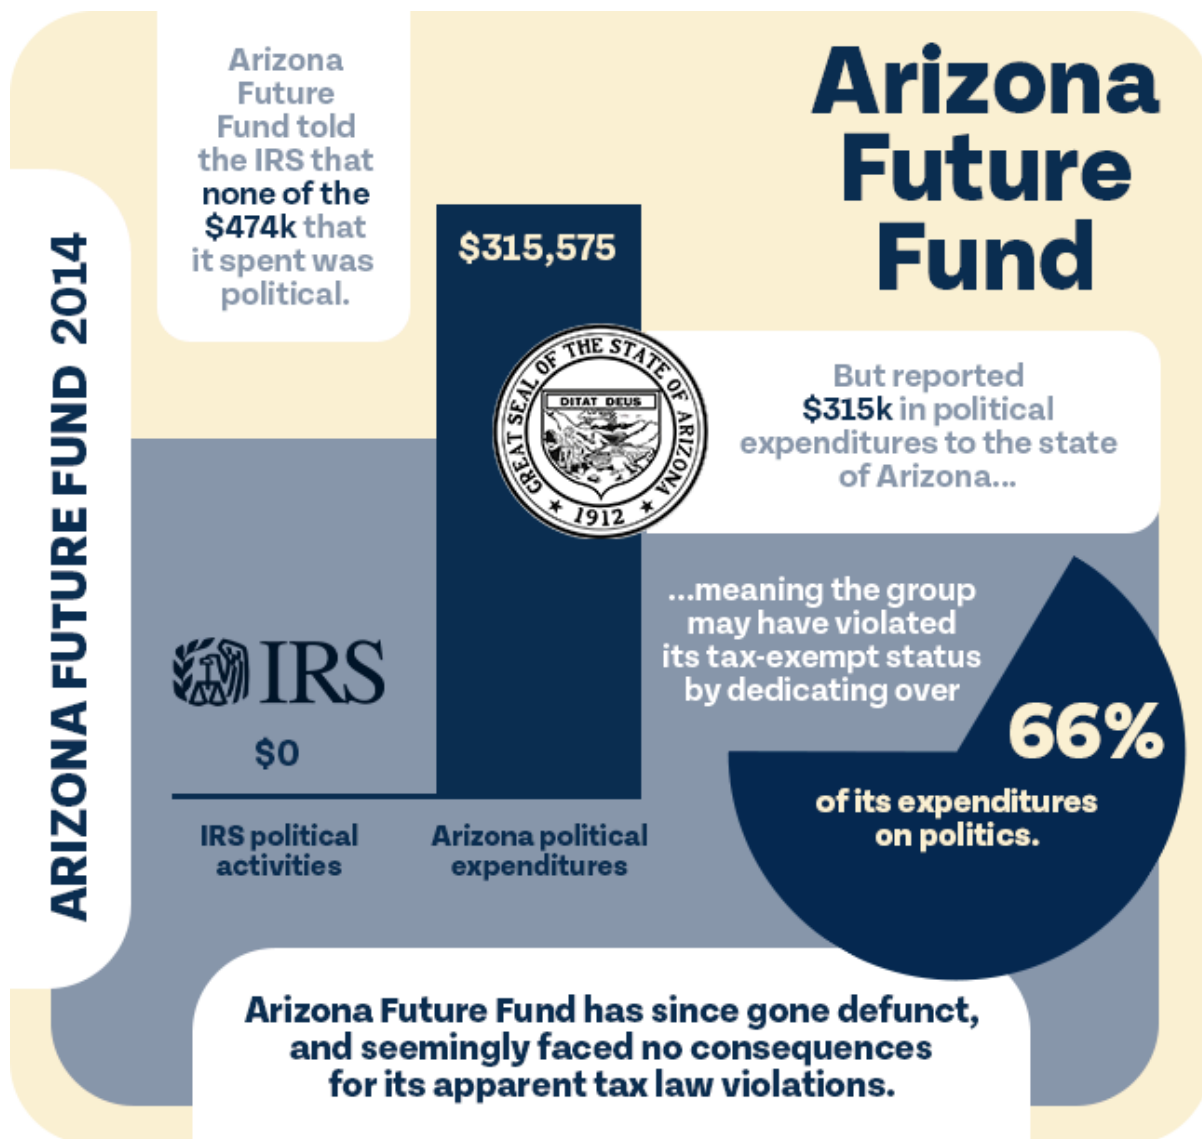 Arizona
Future
Fund told
the IRS that
none of the
$474k that
it spent was
political.
Arizona
Future
Fund
ARIZONA FUTURE FUND 2014
$315,575
GREAT SEAL OF THE STATE OF ARIZONA
DITAT DEUS
★ 1912 ★
But reported
$315k in political
expenditures to the state
of Arizona...
...meaning the group
may have violated
its tax-exempt status
by dedicating over
66%
of its expenditures
on politics.
IRS
$0
IRS political
activities
Arizona political
expenditures
Arizona Future Fund has since gone defunct,
and seemingly faced no consequences
for its apparent tax law violations.